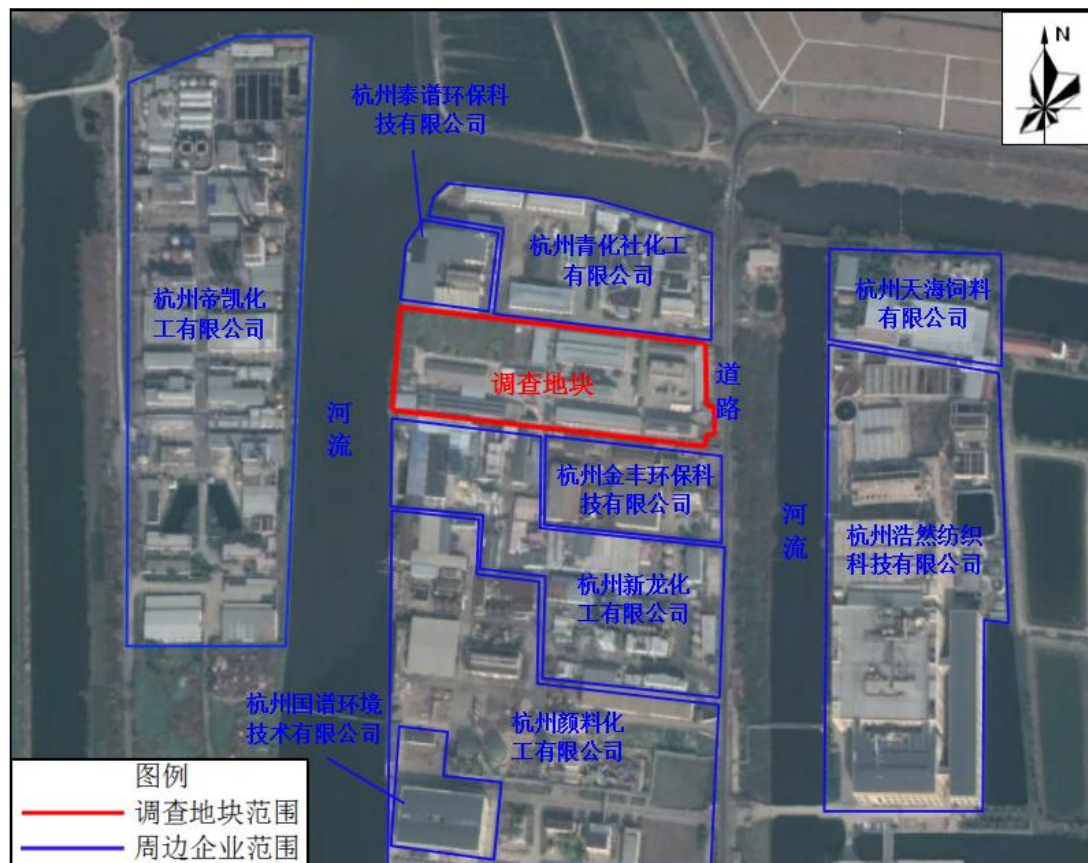 N
杭州泰谱环保科
技有限公司
杭州青化社化工
有限公司
杭州天海饲料
有限公司
杭州帝凯化
工有限公司
调查地块
道
路
河
流
杭州金丰环保科
技有限公司
河
流
杭州浩然纺织
科技有限公司
杭州新龙化
工有限公司
杭州国谱环境
技术有限公司
杭州颜料化
工有限公司
图例
调查地块范围
周边企业范围